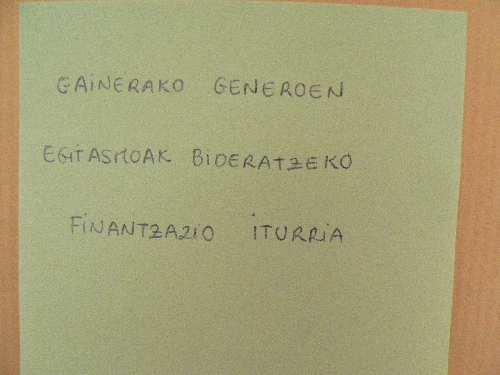 GAINERAKO GENEROEN
EGITASMOAK BIDERATZEKO
FINANTZAZIO ITURRIA